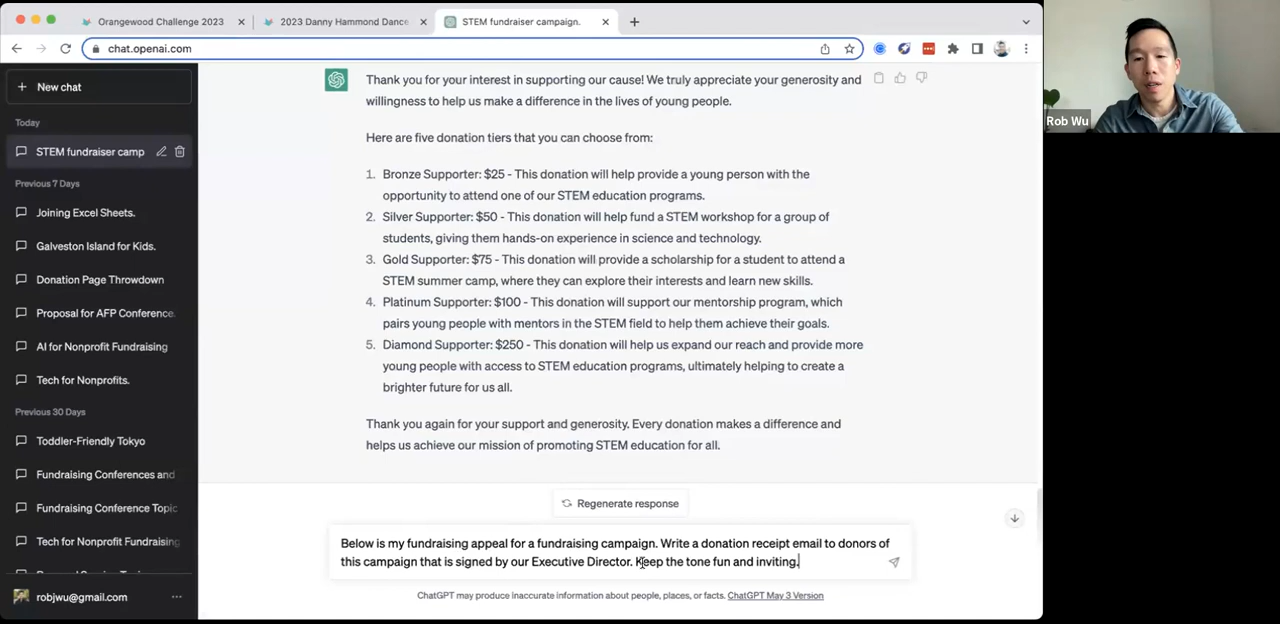 Orangewood Challenge 2023
2023 Danny Hammond Dance
STEM fundraiser campaign.
chat.openai.com
Rob Wu
New chat
Today
STEM fundraiser camp
Previous 7 Days
Joining Excel Sheets.
Galveston Island for Kids.
Donation Page Throwdown
Proposal for AFP Conference.
AI for Nonprofit Fundraising
Tech for Nonprofits.
Previous 30 Days
Toddler-Friendly Tokyo
Fundraising Conferences and
Fundraising Conference Topic
Tech for Nonprofit Fundraising
robjwu@gmail.com
Thank you for your interest in supporting our cause! We truly appreciate your generosity and
willingness to help us make a difference in the lives of young people.
Here are five donation tiers that you can choose from:
1. Bronze Supporter: $25 - This donation will help provide a young person with the
opportunity to attend one of our STEM education programs.
2. Silver Supporter: $50 - This donation will help fund a STEM workshop for a group of
students, giving them hands-on experience in science and technology.
3. Gold Supporter: $75 - This donation will provide a scholarship for a student to attend a
STEM summer camp, where they can explore their interests and learn new skills.
4. Platinum Supporter: $100 - This donation will support our mentorship program, which
pairs young people with mentors in the STEM field to help them achieve their goals.
5. Diamond Supporter: $250 - This donation will help us expand our reach and provide more
young people with access to STEM education programs, ultimately helping to create a
brighter future for us all.
Thank you again for your support and generosity. Every donation makes a difference and
helps us achieve our mission of promoting STEM education for all.
Regenerate response
Below is my fundraising appeal for a fundraising campaign. Write a donation receipt email to donors of
this campaign that is signed by our Executive Director. Keep the tone fun and inviting.
ChatGPT may produce inaccurate information about people, places, or facts. ChatGPT May 3 Version